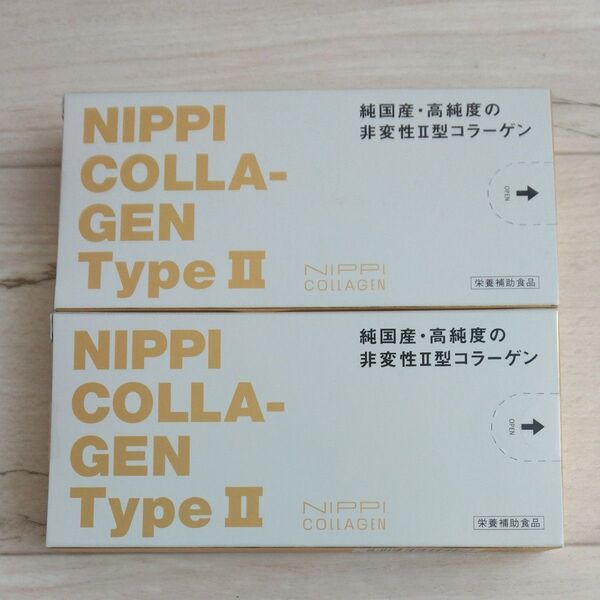 NIPPI
COLLA-
GEN
Type II
純国産・高純度の
非変性II型コラーゲン
OPEN
NIPPI
COLLAGEN
栄養補助食品
NIPPI
COLLA-
GEN
Type II
純国産・高純度の
非変性II型コラーゲン
OPEN
NIPPI
COLLAGEN
栄養補助食品